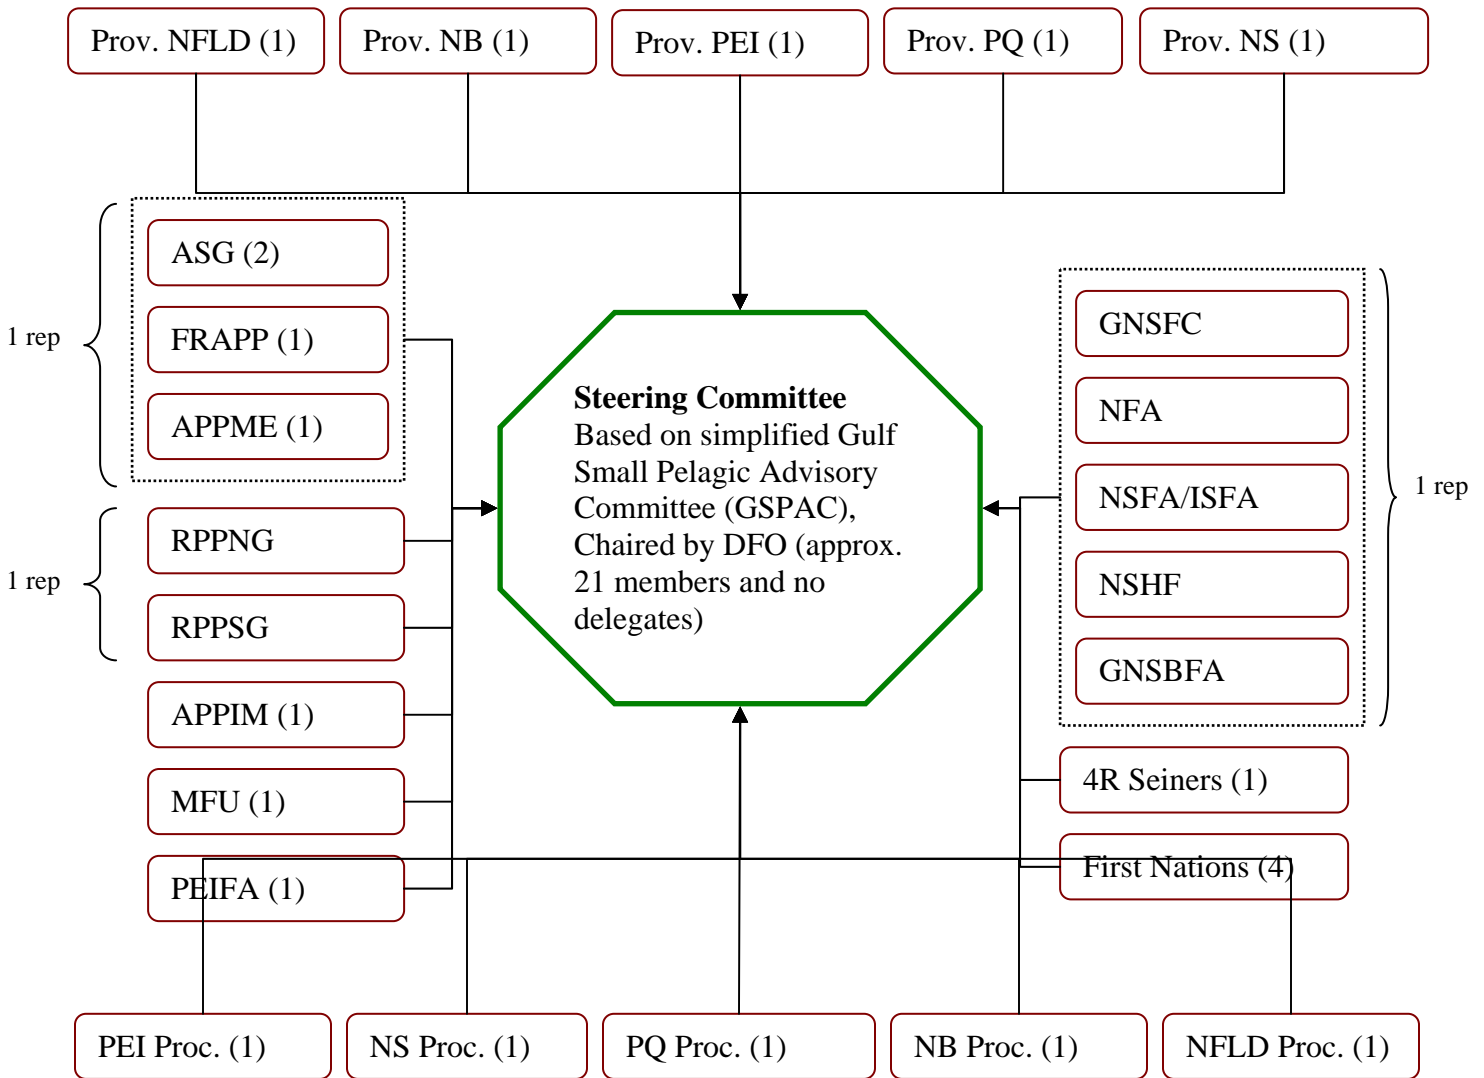 Prov. NFLD (1)
Prov. NB (1)
Prov. PEI (1)
Prov. PQ (1)
Prov. NS (1)
1 rep
ASG (2)
FRAPP (1)
APPME (1)
1 rep
RPPNG
RPPSG
APPIM (1)
MFU (1)
PEIFA (1)
Steering Committee
Based on simplified Gulf
Small Pelagic Advisory
Committee (GSPAC),
Chaired by DFO (approx.
21 members and no
delegates)
GNSFC
NFA
NSFA/ISFA
NSHF
GNSBFA
1 rep
4R Seiners (1)
First Nations (4)
PEI Proc. (1)
NS Proc. (1)
PQ Proc. (1)
NB Proc. (1)
NFLD Proc. (1)